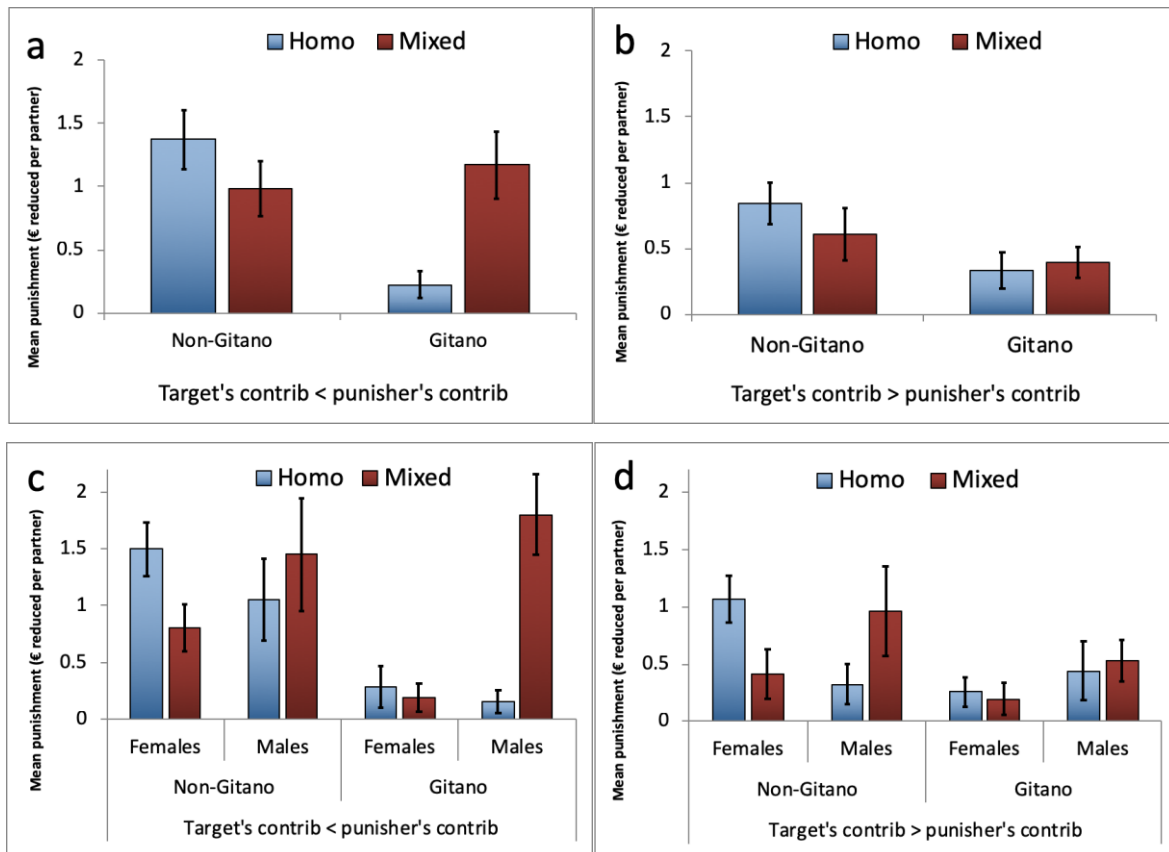 a
Homo Mixed
Mean punishment (€ reduced per partner)
2
1.5
1
0.5
0
Non-Gitano Gitano
Target's contrib < punisher's contrib
b
Homo Mixed
Mean punishment (€ reduced per partner)
2
1.5
1
0.5
0
Non-Gitano Gitano
Target's contrib > punisher's contrib
c
Homo Mixed
Mean punishment (€ reduced per partner)
2
1.5
1
0.5
0
Females Males Females Males
Non-Gitano Gitano
Target's contrib < punisher's contrib
d
Homo Mixed
Mean punishment (€ reduced per partner)
2
1.5
1
0.5
0
Females Males Females Males
Non-Gitano Gitano
Target's contrib > punisher's contrib